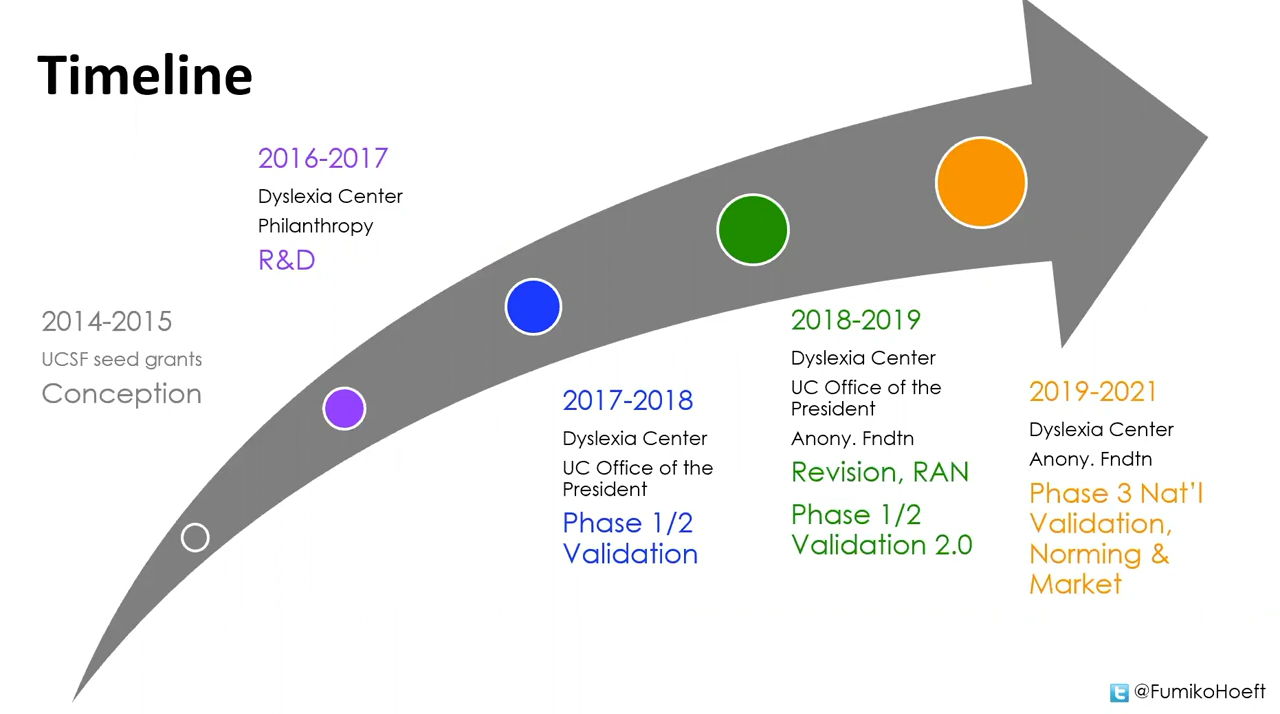 Timeline
2014-2015
UCSF seed grants
Conception
2016-2017
Dyslexia Center
Philanthropy
R&D
2017-2018
Dyslexia Center
UC Office of the
President
Phase 1/2
Validation
2018-2019
Dyslexia Center
UC Office of the
President
Anony. Fndtn
Revision, RAN
Phase 1/2
Validation 2.0
2019-2021
Dyslexia Center
Anony. Fndtn
Phase 3 Nat’l
Validation,
Norming &
Market
@FumikoHoeft